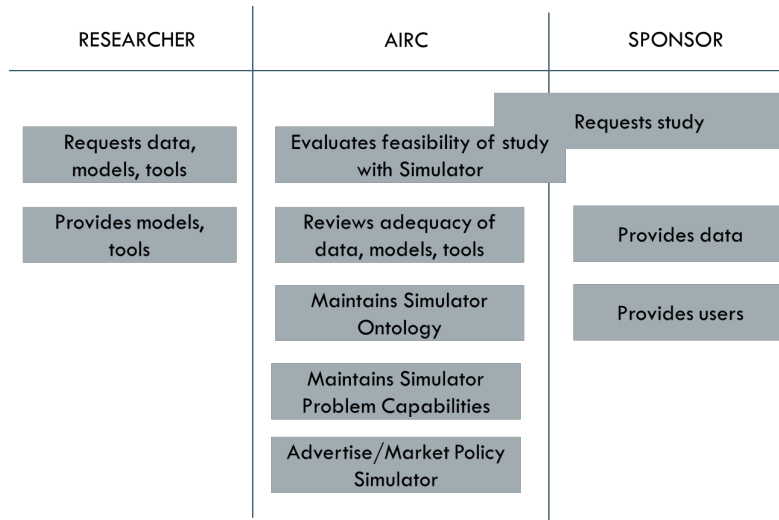 RESEARCHER
AIRC
SPONSOR
Requests data,
models, tools
Provides models,
tools
Evaluates feasibility of study
with Simulator
Reviews adequacy of
data, models, tools
Maintains Simulator
Ontology
Maintains Simulator
Problem Capabilities
Advertise/Market Policy
Simulator
Requests study
Provides data
Provides users